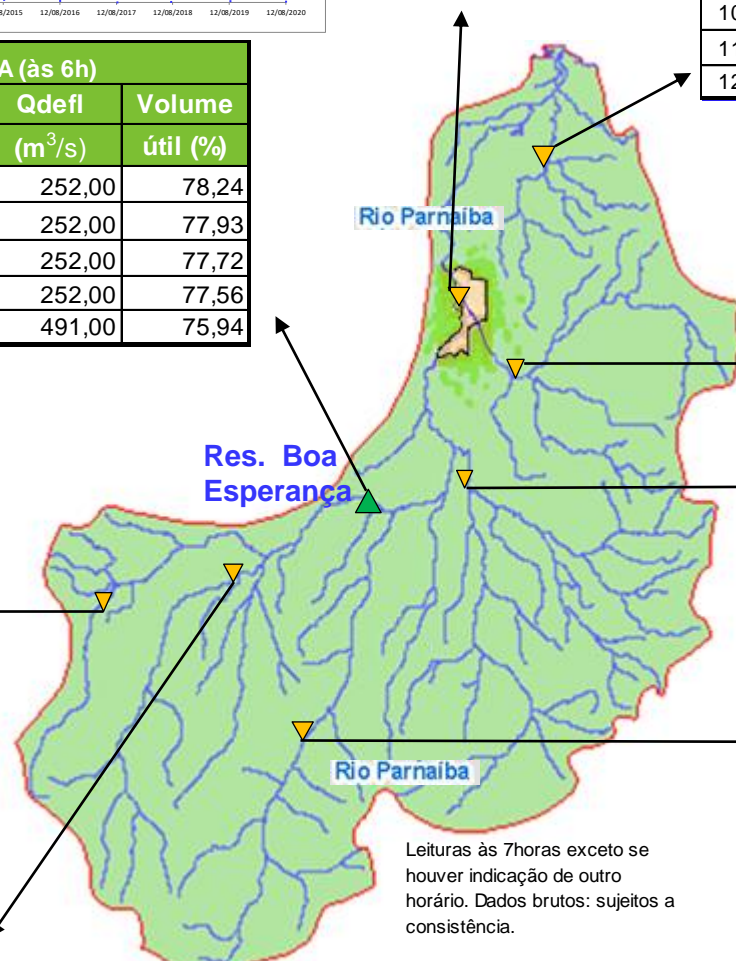 8/2015 12/08/2016 12/08/2017 12/08/2018 12/08/2019 12/08/2020
10
11
12
A (às 6h)
Qdefl Volume
(m³/s) útil (%)
252,00 78,24
252,00 77,93
252,00 77,72
252,00 77,56
491,00 75,94
Rio Parnaíba
Res. Boa
Esperança
Rio Parnaíba
Leituras às 7horas exceto se
houver indicação de outro
horário. Dados brutos: sujeitos a
consistência.